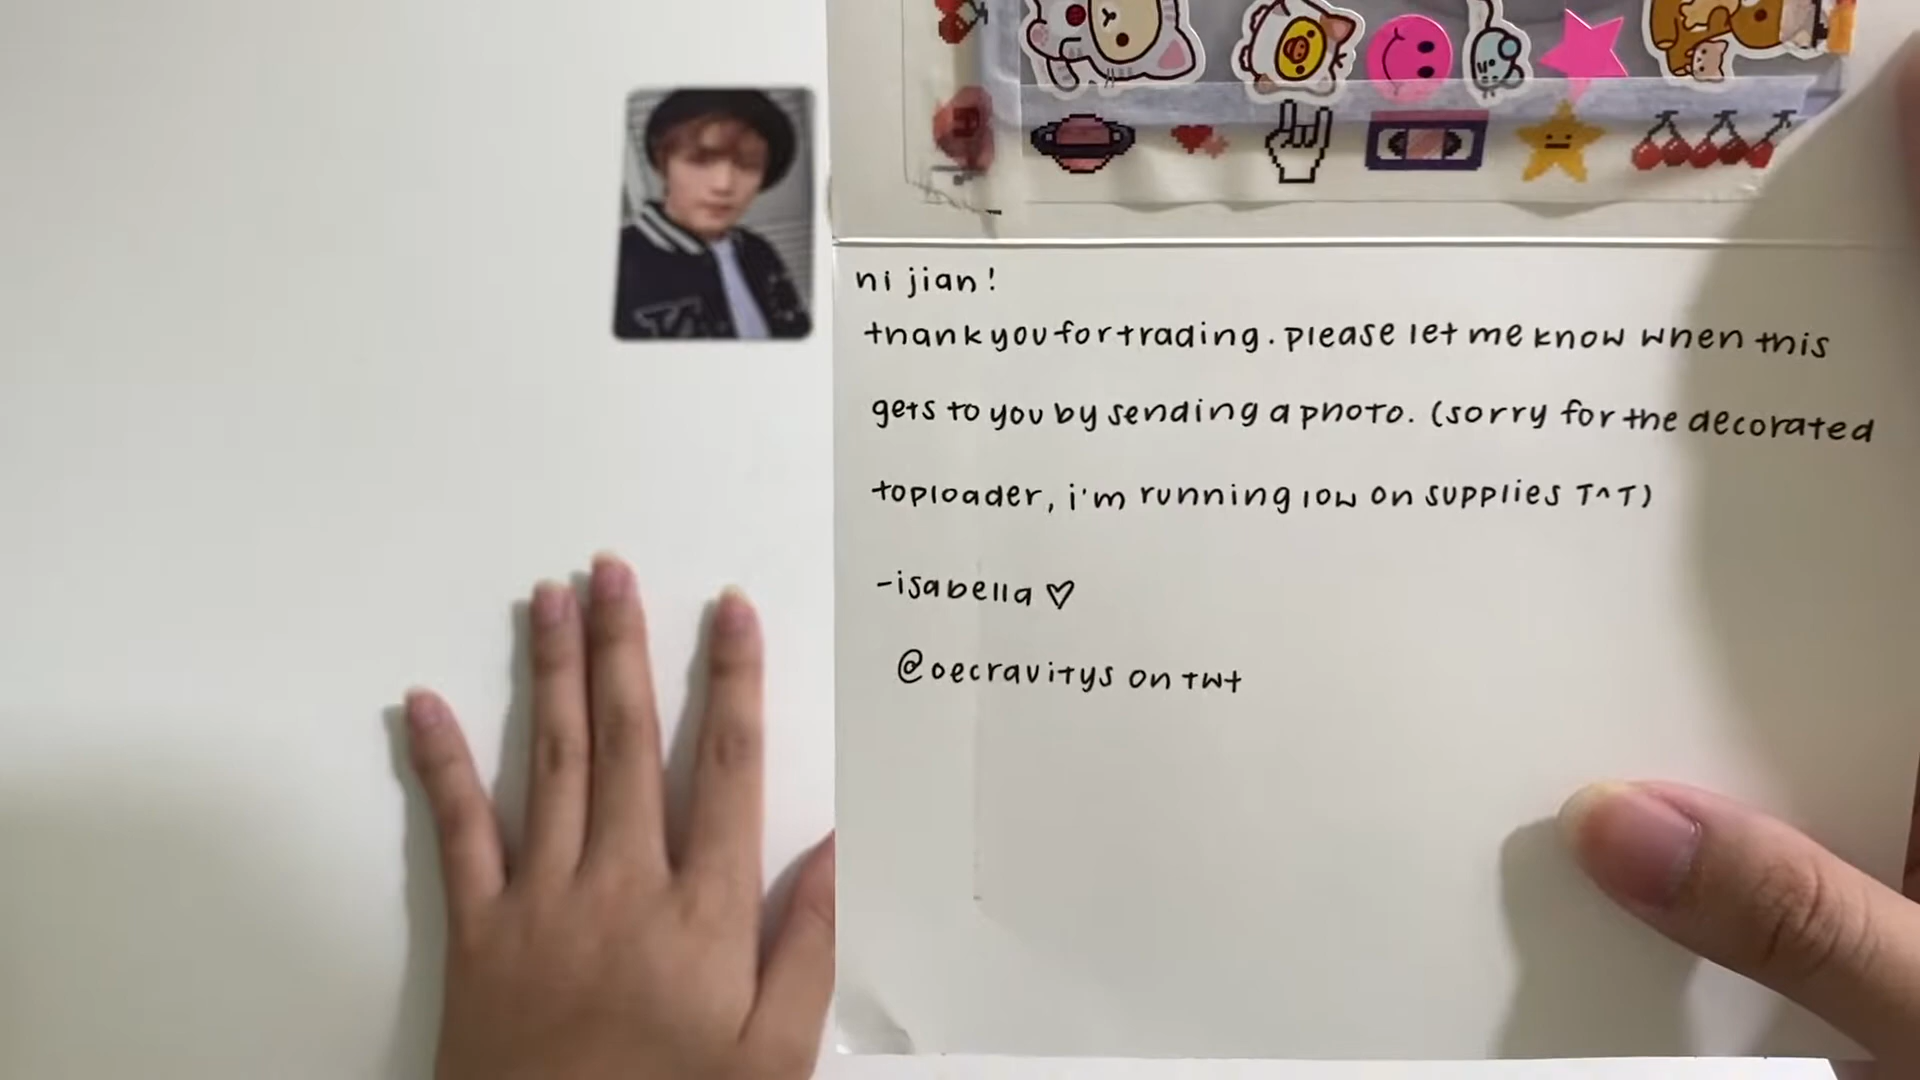 hi jian!
thank you for trading. please let me know when this
gets to you by sending a photo. (sorry for the decorated
toploader, i'm running low on supplies T^T)
-isabella ♡
@oecravitys on twt